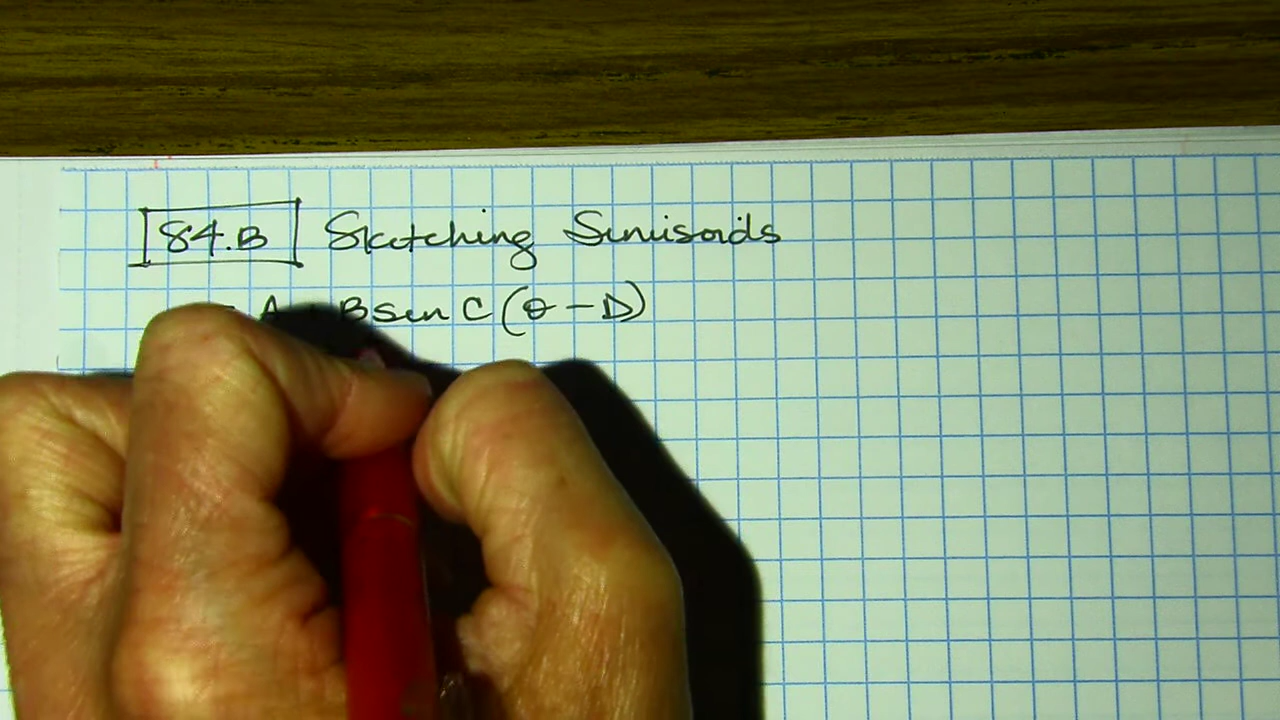 84.B Sketching Sinusoids
= A + B sin C (θ - D)